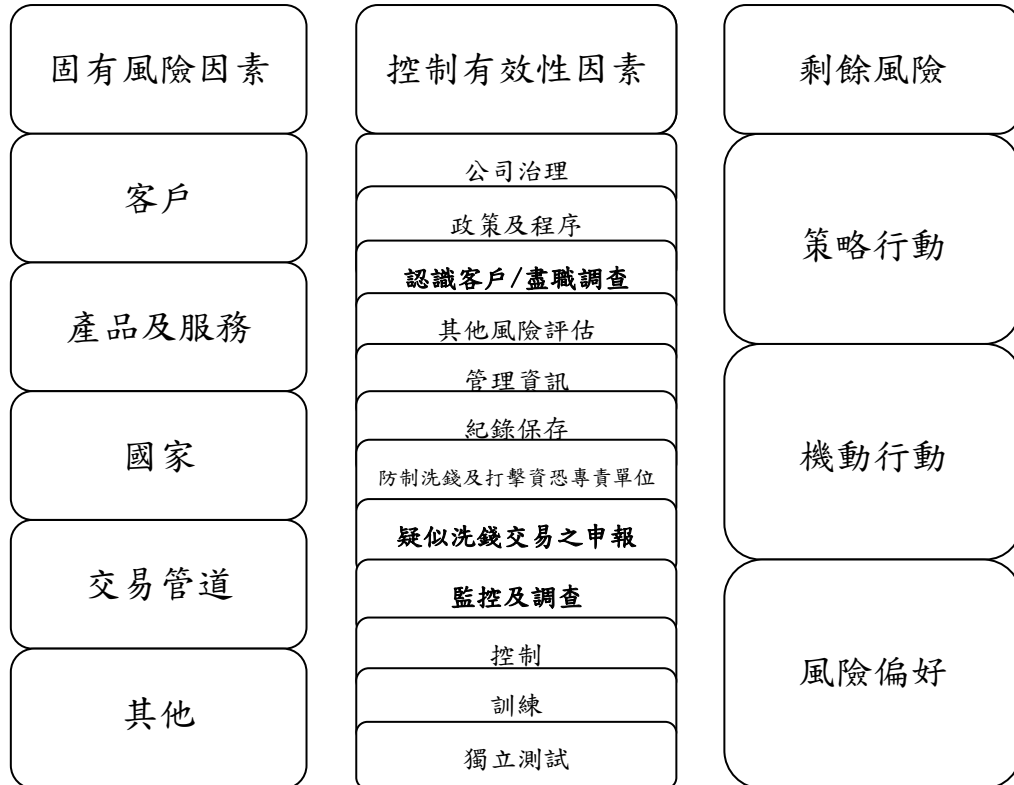 固有風險因素
客戶
產品及服務
國家
交易管道
其他
控制有效性因素
公司治理
政策及程序
認識客戶/盡職調查
其他風險評估
管理資訊
紀錄保存
防制洗錢及打擊資恐專責單位
疑似洗錢交易之申報
監控及調查
控制
訓練
獨立測試
剩餘風險
策略行動
機動行動
風險偏好